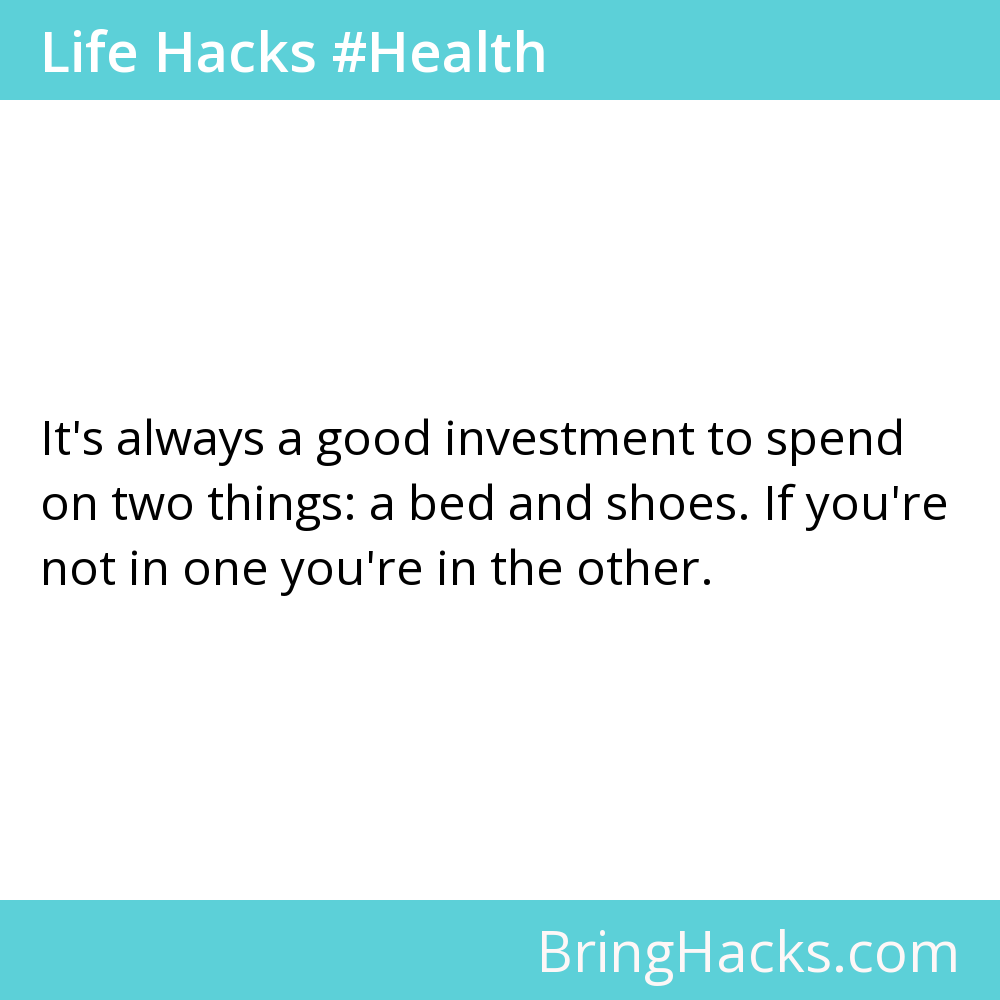 Life Hacks #Health
It's always a good investment to spend
on two things: a bed and shoes. If you're
not in one you're in the other.
BringHacks.com